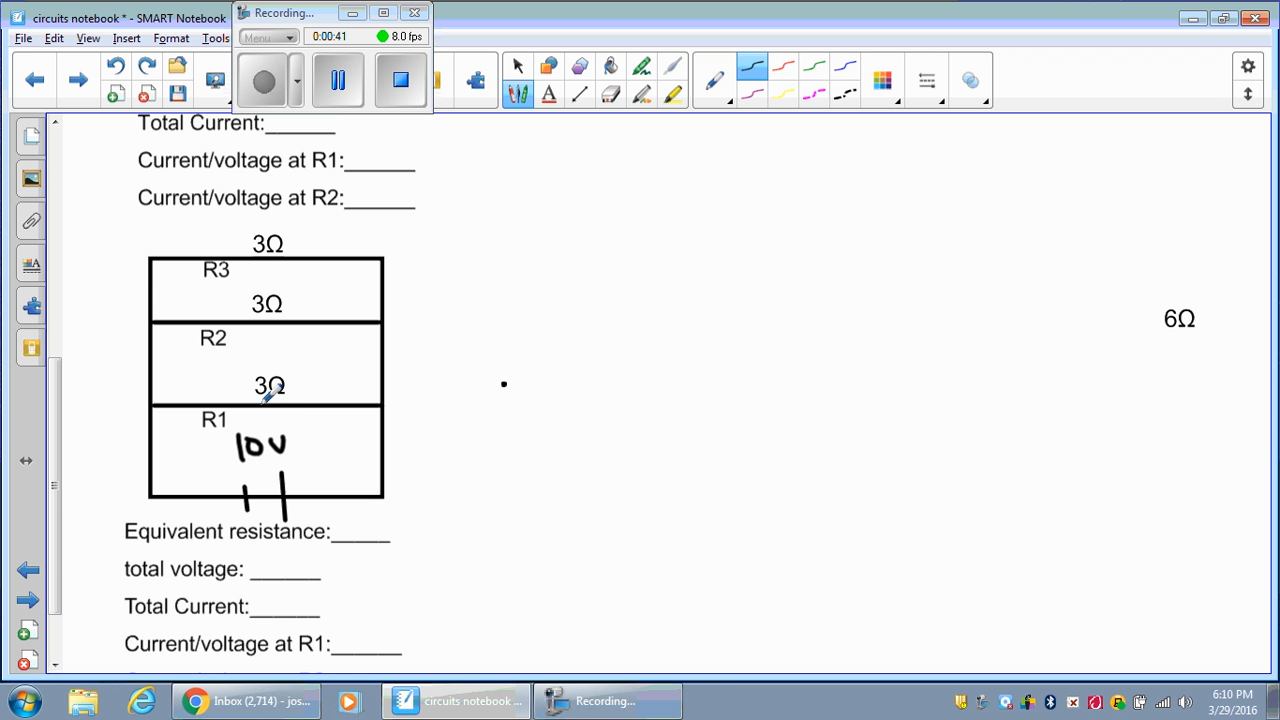 circuits notebook * - SMART Notebook
Recording...
File Edit View Insert Format Tools
Menu 0:00:41 8.0 fps
Total Current:______
Current/voltage at R1:______
Current/voltage at R2:______
3Ω
R3
3Ω
6Ω
R2
3Ω
R1
10V
Equivalent resistance:_____
total voltage: ______
Total Current:______
Current/voltage at R1:______
Inbox (2,714) - jos...
circuits notebook ...
Recording...
6:10 PM
3/29/2016